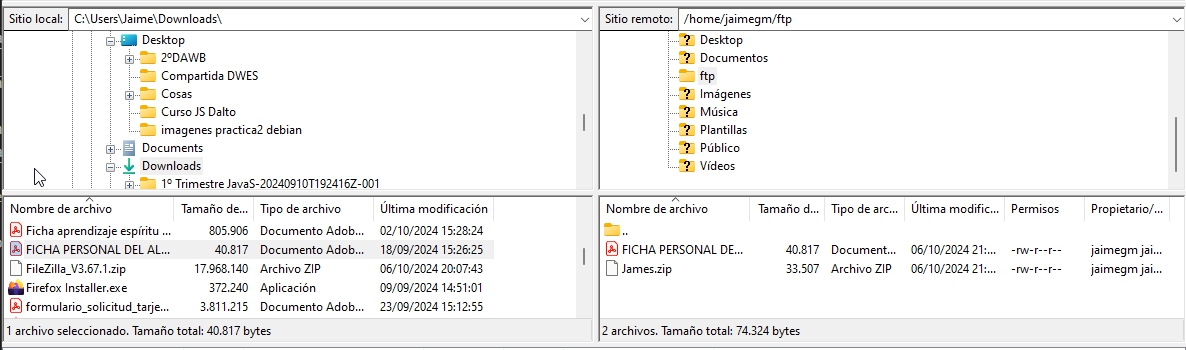 Sitio local: C:\Users\Jaime\Downloads\
Desktop
2ºDAWB
Compartida DWES
Cosas
Curso JS Dalto
imagenes practica2 debian
Documents
Downloads
1º Trimestre JavaS-20240910T192416Z-001
Nombre de archivo Tamaño de... Tipo de archivo Última modificación
Ficha aprendizaje espíritu ... 805.906 Documento Adob... 02/10/2024 15:28:24
FICHA PERSONAL DEL AL... 40.817 Documento Adob... 18/09/2024 15:26:25
FileZilla_V3.67.1.zip 17.968.140 Archivo ZIP 06/10/2024 20:07:43
Firefox Installer.exe 372.240 Aplicación 09/09/2024 14:51:01
formulario_solicitud_tarje... 3.811.215 Documento Adob... 23/09/2024 15:12:55
1 archivo seleccionado. Tamaño total: 40.817 bytes
Sitio remoto: /home/jaimegm/ftp
Desktop
Documentos
ftp
Imágenes
Música
Plantillas
Público
Vídeos
Nombre de archivo Tamaño d... Tipo de arc... Última modific... Permisos Propietario/...
..
FICHA PERSONAL DE... 40.817 Document... 06/10/2024 21:... -rw-r--r-- jaimegm jai...
James.zip 33.507 Archivo ZIP 06/10/2024 21:... -rw-r--r-- jaimegm jai...
2 archivos. Tamaño total: 74.324 bytes